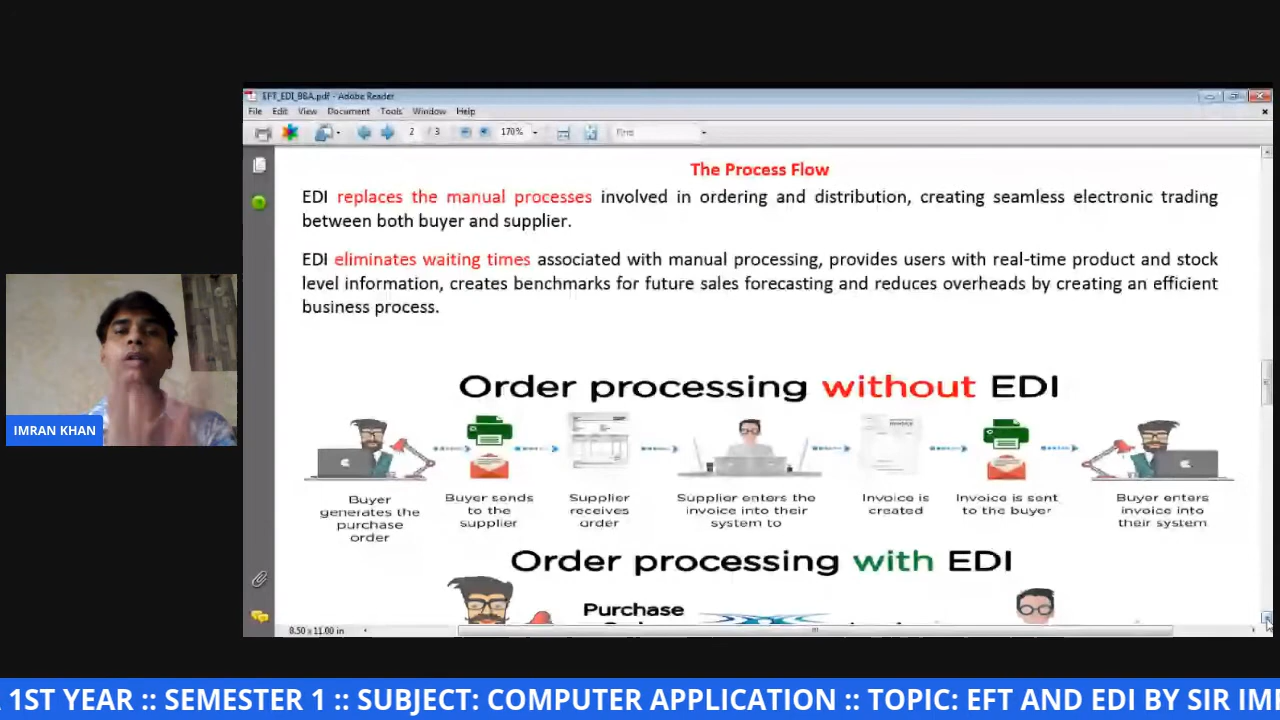 EFT_EDI_BBA.pdf - Adobe Reader
File Edit View Document Tools Window Help
2 / 3 170% Find
The Process Flow
EDI replaces the manual processes involved in ordering and distribution, creating seamless electronic trading
between both buyer and supplier.
EDI eliminates waiting times associated with manual processing, provides users with real-time product and stock
level information, creates benchmarks for future sales forecasting and reduces overheads by creating an efficient
business process.
Order processing without EDI
INVOICE
Buyer
generates the
purchase
order
Buyer sends
to the
supplier
Supplier
receives
order
Supplier enters the
invoice into their
system to
Invoice is
created
Invoice is sent
to the buyer
Buyer enters
invoice into
their system
Order processing with EDI
Purchase
8.50 x 11.00 in
IMRAN KHAN
1ST YEAR :: SEMESTER 1 :: SUBJECT: COMPUTER APPLICATION :: TOPIC: EFT AND EDI BY SIR IM